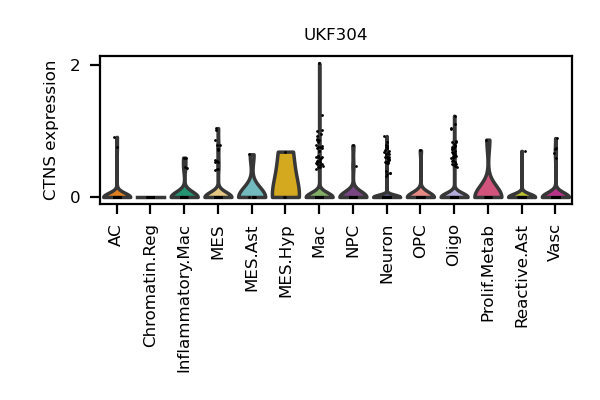 UKF304
CTNS expression
2
0
AC
Chromatin.Reg
Inflammatory.Mac
MES
MES.Ast
MES.Hyp
Mac
NPC
Neuron
OPC
Oligo
Prolif.Metab
Reactive.Ast
Vasc